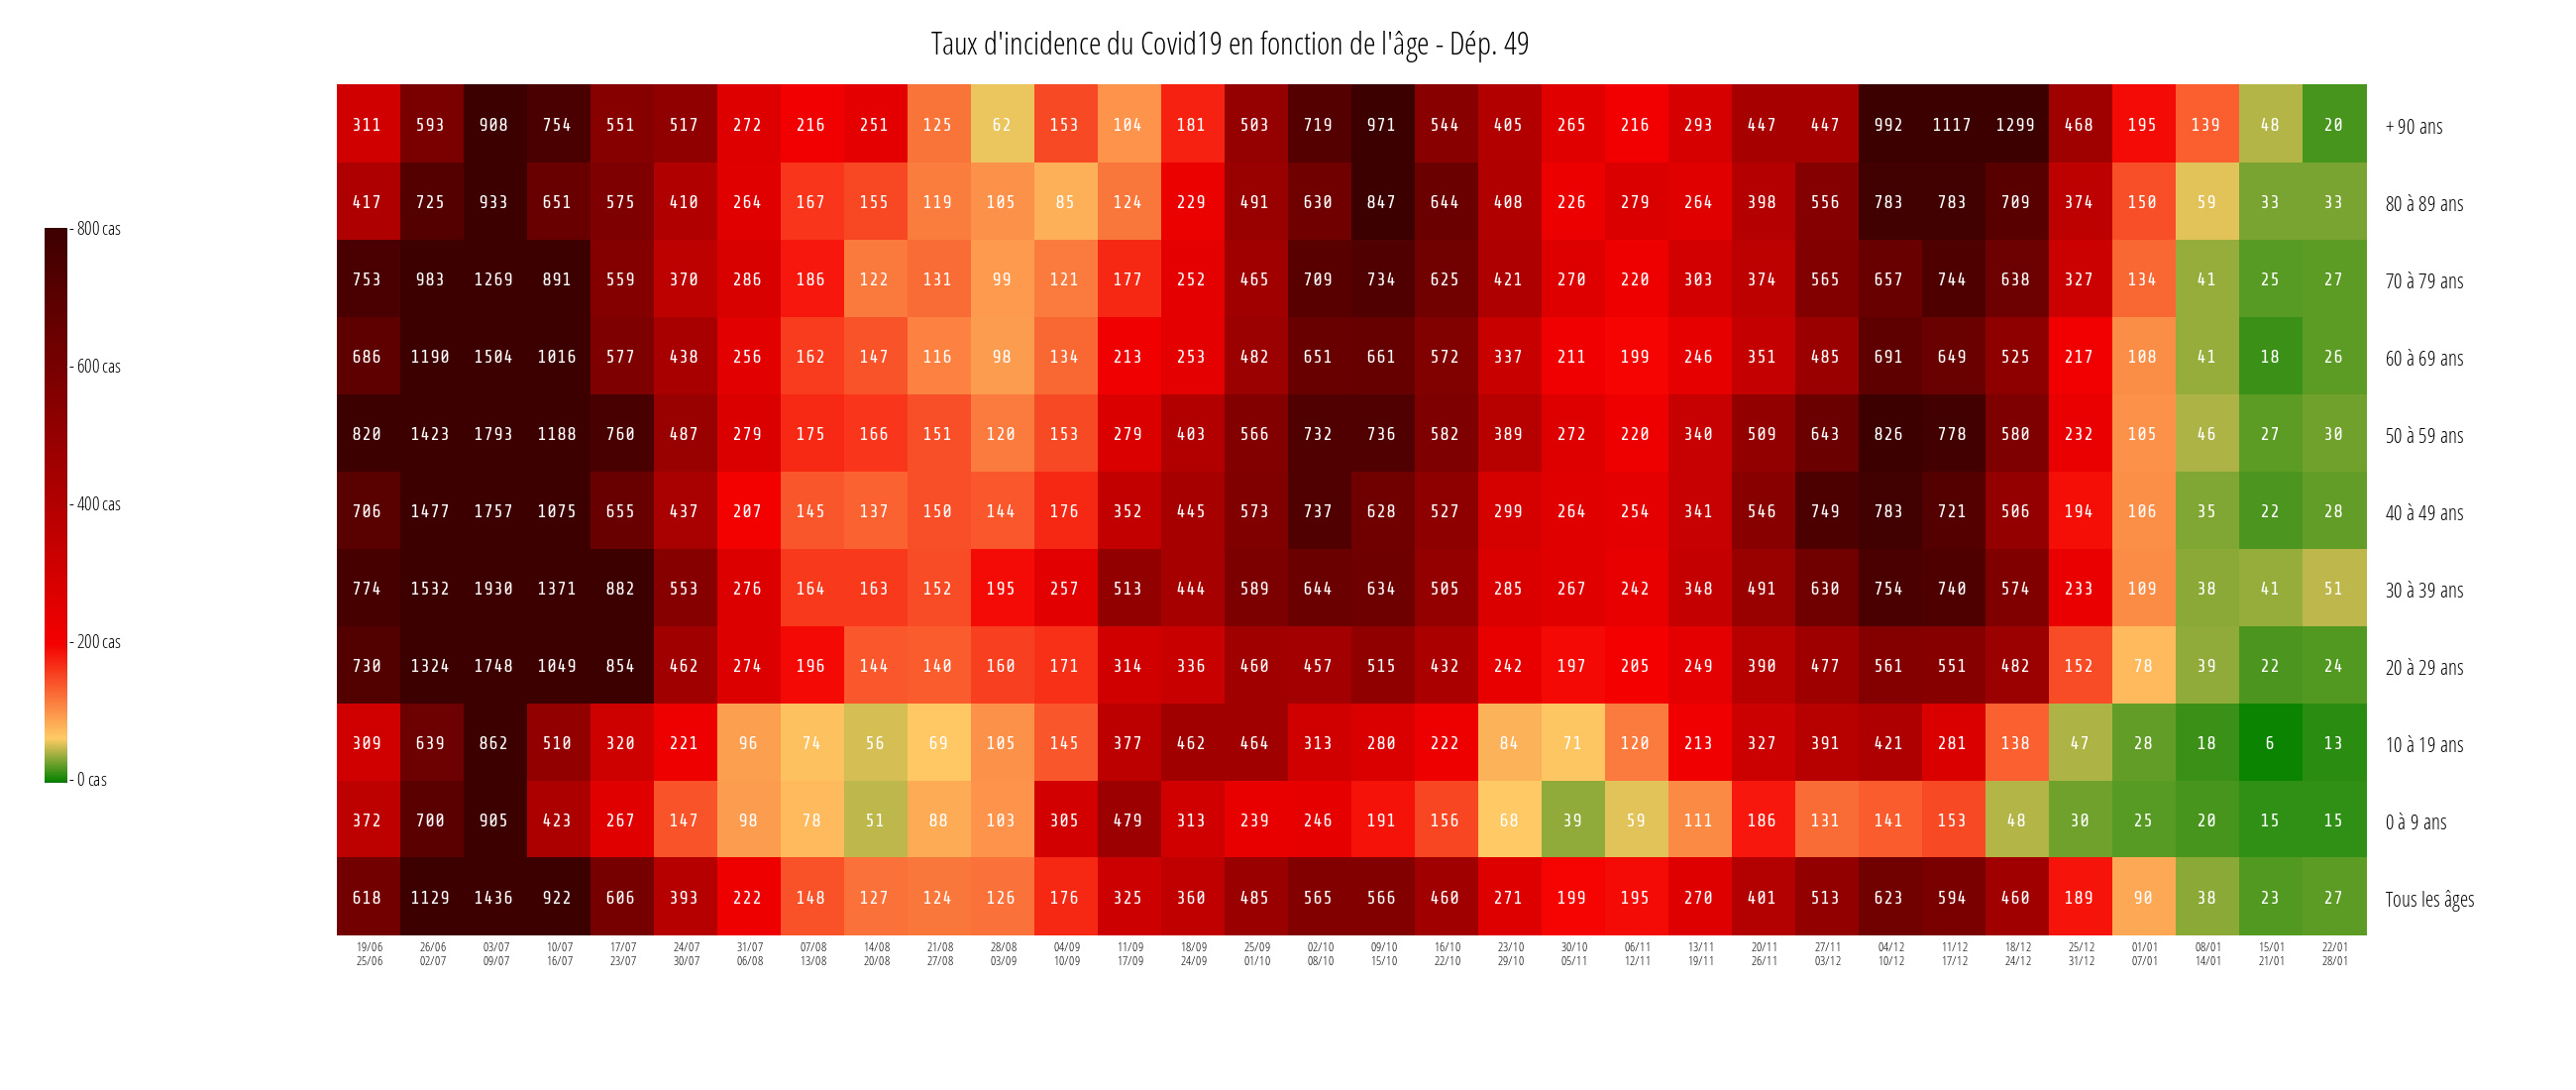 Taux d'incidence du Covid19 en fonction de l'âge - Dép. 49
- 800 cas
- 600 cas
- 400 cas
- 200 cas
- 0 cas
311 593 908 754 551 517 272 216 251 125 62 153 104 181 503 719 971 544 405 265 216 293 447 447 992 1117 1299 468 195 139 48 20 + 90 ans
417 725 933 651 575 410 264 167 155 119 105 85 124 229 491 630 847 644 408 226 279 264 398 556 783 783 709 374 150 59 33 33 80 à 89 ans
753 983 1269 891 559 370 286 186 122 131 99 121 177 252 465 709 734 625 421 270 220 303 374 565 657 744 638 327 134 41 25 27 70 à 79 ans
686 1190 1504 1016 577 438 256 162 147 116 98 134 213 253 482 651 661 572 337 211 199 246 351 485 691 649 525 217 108 41 18 26 60 à 69 ans
820 1423 1793 1188 760 487 279 175 166 151 120 153 279 403 566 732 736 582 389 272 220 340 509 643 826 778 580 232 105 46 27 30 50 à 59 ans
706 1477 1757 1075 655 437 207 145 137 150 144 176 352 445 573 737 628 527 299 264 254 341 546 749 783 721 506 194 106 35 22 28 40 à 49 ans
774 1532 1930 1371 882 553 276 164 163 152 195 257 513 444 589 644 634 505 285 267 242 348 491 630 754 740 574 233 109 38 41 51 30 à 39 ans
730 1324 1748 1049 854 462 274 196 144 140 160 171 314 336 460 457 515 432 242 197 205 249 390 477 561 551 482 152 78 39 22 24 20 à 29 ans
309 639 862 510 320 221 96 74 56 69 105 145 377 462 464 313 280 222 84 71 120 213 327 391 421 281 138 47 28 18 6 13 10 à 19 ans
372 700 905 423 267 147 98 78 51 88 103 305 479 313 239 246 191 156 68 39 59 111 186 131 141 153 48 30 25 20 15 15 0 à 9 ans
618 1129 1436 922 606 393 222 148 127 124 126 176 325 360 485 565 566 460 271 199 195 270 401 513 623 594 460 189 90 38 23 27 Tous les âges
19/06 26/06 03/07 10/07 17/07 24/07 31/07 07/08 14/08 21/08 28/08 04/09 11/09 18/09 25/09 02/10 09/10 16/10 23/10 30/10 06/11 13/11 20/11 27/11 04/12 11/12 18/12 25/12 01/01 08/01 15/01 22/01
25/06 02/07 09/07 16/07 23/07 30/07 06/08 13/08 20/08 27/08 03/09 10/09 17/09 24/09 01/10 08/10 15/10 22/10 29/10 05/11 12/11 19/11 26/11 03/12 10/12 17/12 24/12 31/12 07/01 14/01 21/01 28/01